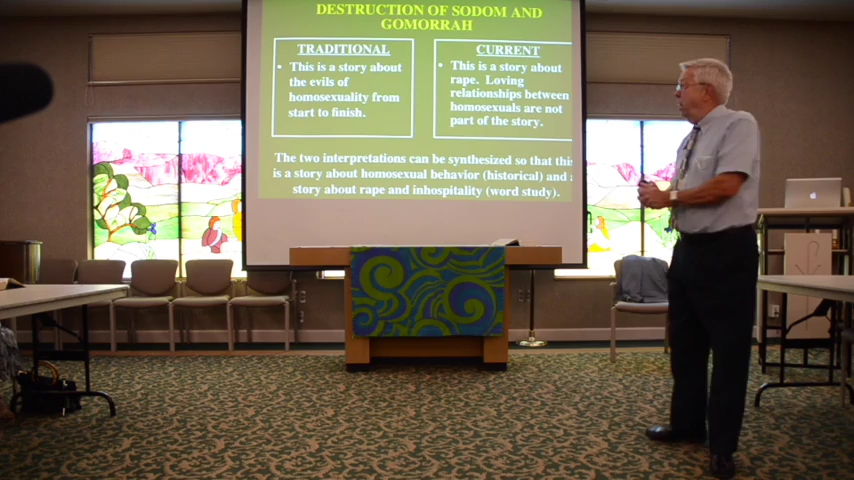 DESTRUCTION OF SODOM AND
GOMORRAH
TRADITIONAL
• This is a story about
the evils of
homosexuality from
start to finish.
CURRENT
• This is a story about
rape. Loving
relationships between
homosexuals are not
part of the story.
The two interpretations can be synthesized so that this
is a story about homosexual behavior (historical) and a
story about rape and inhospitality (word study).